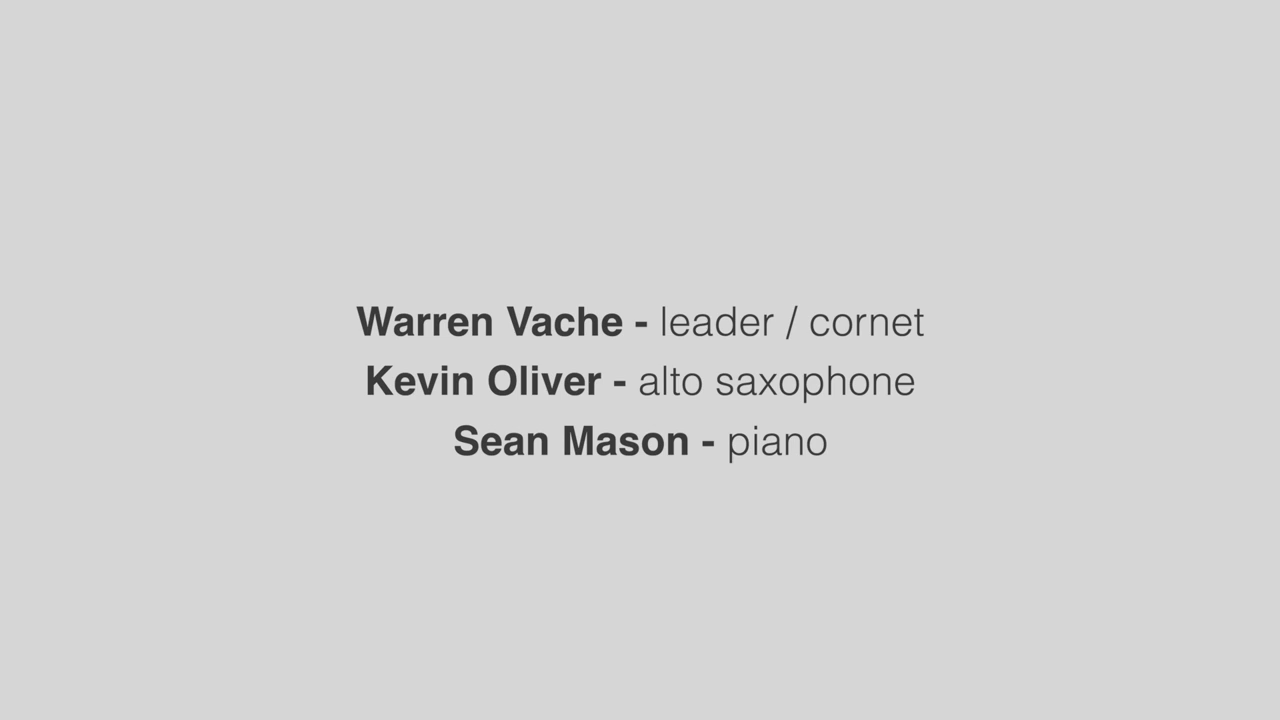 Warren Vache - leader / cornet
Kevin Oliver - alto saxophone
Sean Mason - piano